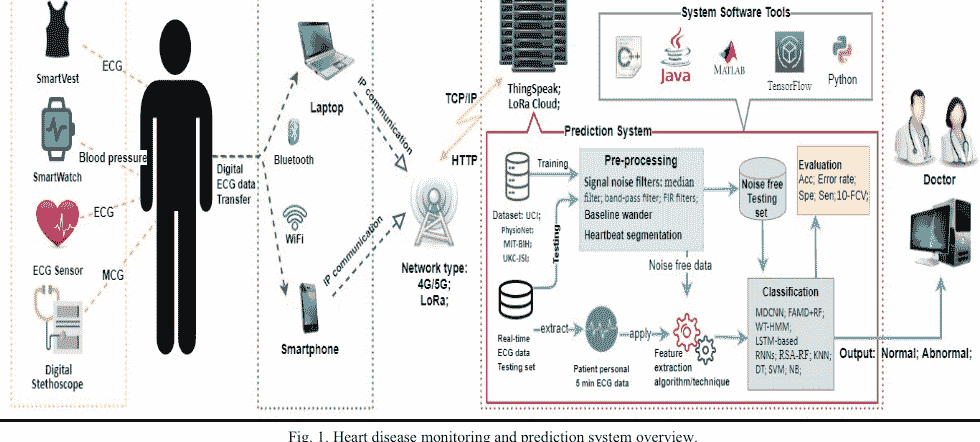 System Software Tools
C++
Java
MATLAB
TensorFlow
Python
SmartVest
ECG
SmartWatch
Blood pressure
ECG
ECG Sensor
MCG
Digital
Stethoscope
Digital
ECG data
Transfer
Laptop
Bluetooth
WiFi
Smartphone
IP communication
IP communication
Network type:
4G/5G;
LoRa;
TCP/IP
HTTP
ThingSpeak;
LoRa Cloud;
Prediction System
Training
Dataset: UCI;
PhysioNet;
MIT-BIH;
UKC-JSI;
Testing
Pre-processing
Signal noise filters: median
filter; band-pass filter; FIR filters;
Baseline wander
Heartbeat segmentation
Noise free data
Noise free
Testing
set
Evaluation
Acc; Error rate;
Spe; Sen;10-FCV;
Real-time
ECG data
Testing set
extract
Patient personal
5 min ECG data
apply
Feature
extraction
algorithm/technique
Classification
MDCNN; FAMD+RF;
WT-HMM;
LSTM-based
RNNs; RSA-RF; KNN;
DT; SVM; NB;
Output: Normal; Abnormal;
Doctor
Fig. 1. Heart disease monitoring and prediction system overview.